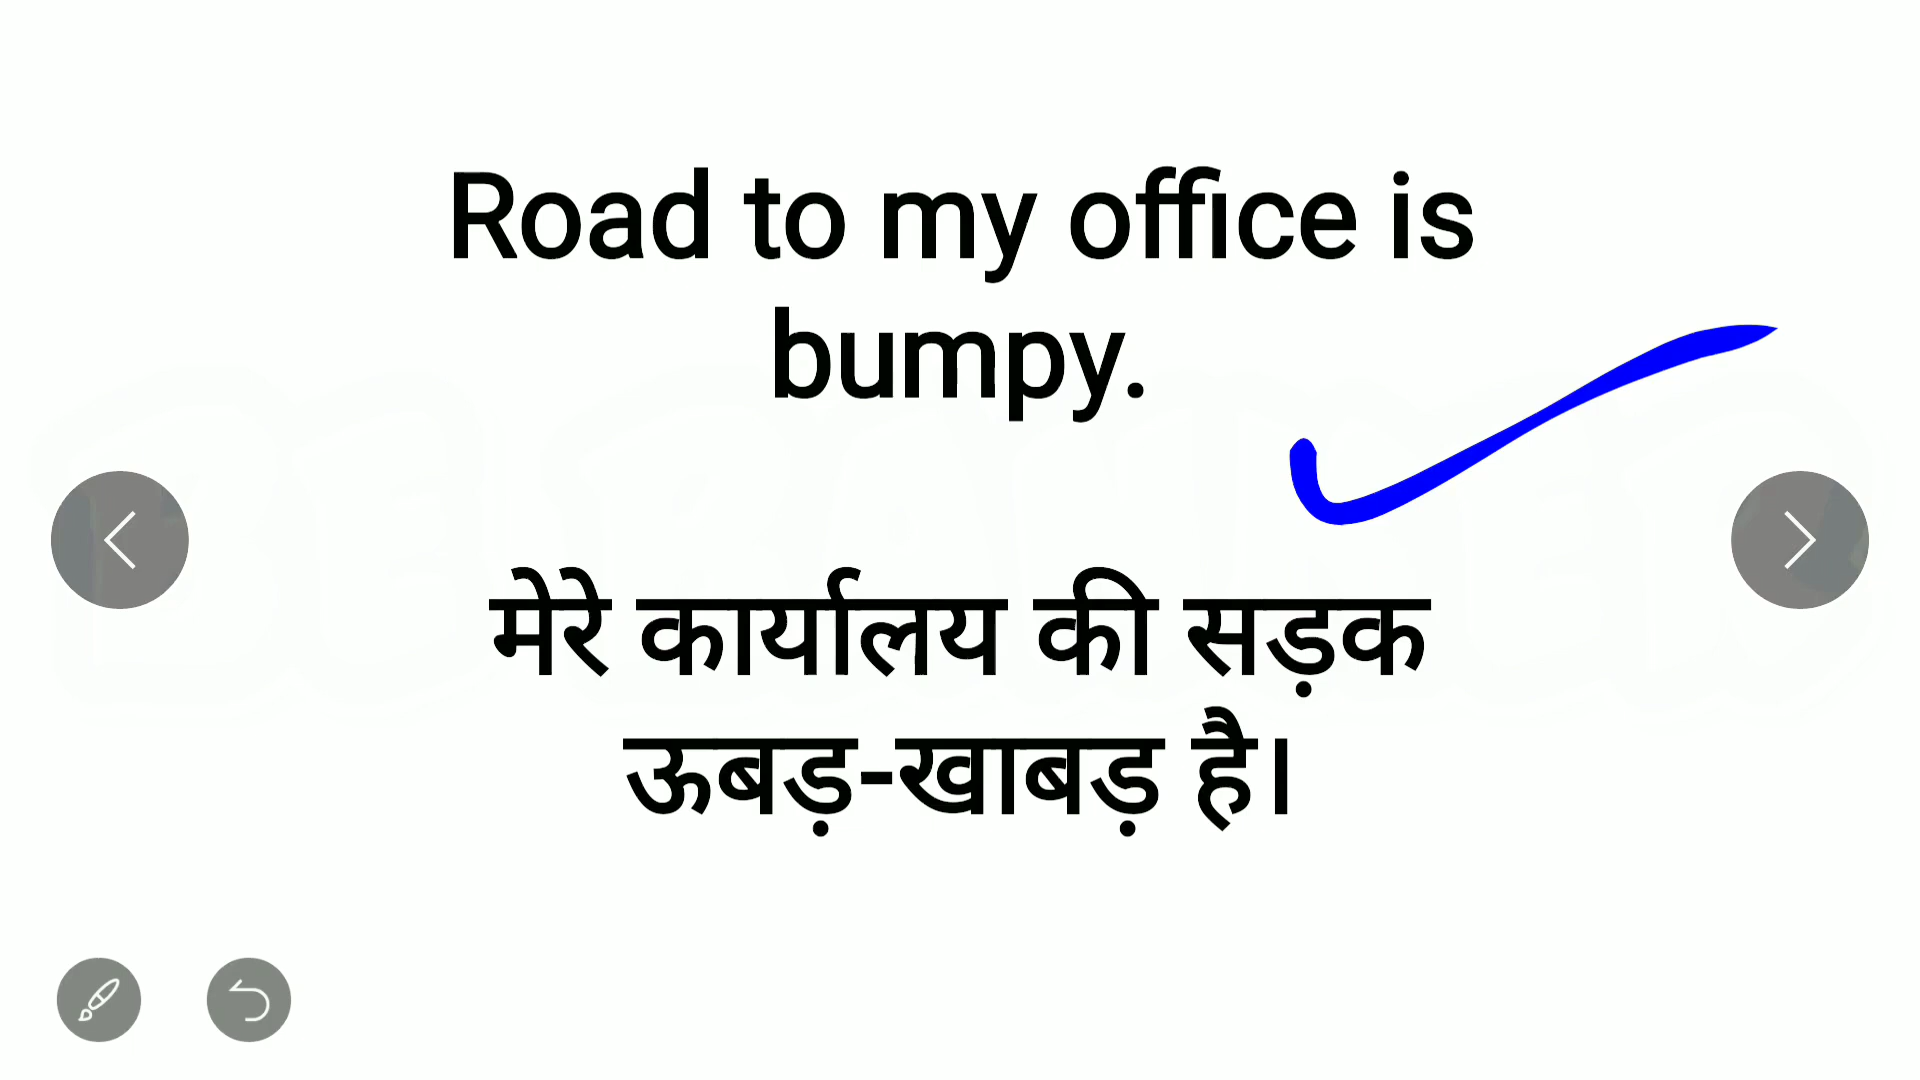 Road to my office is
bumpy.
मेरे कार्यालय की सड़क
ऊबड़-खाबड़ है।